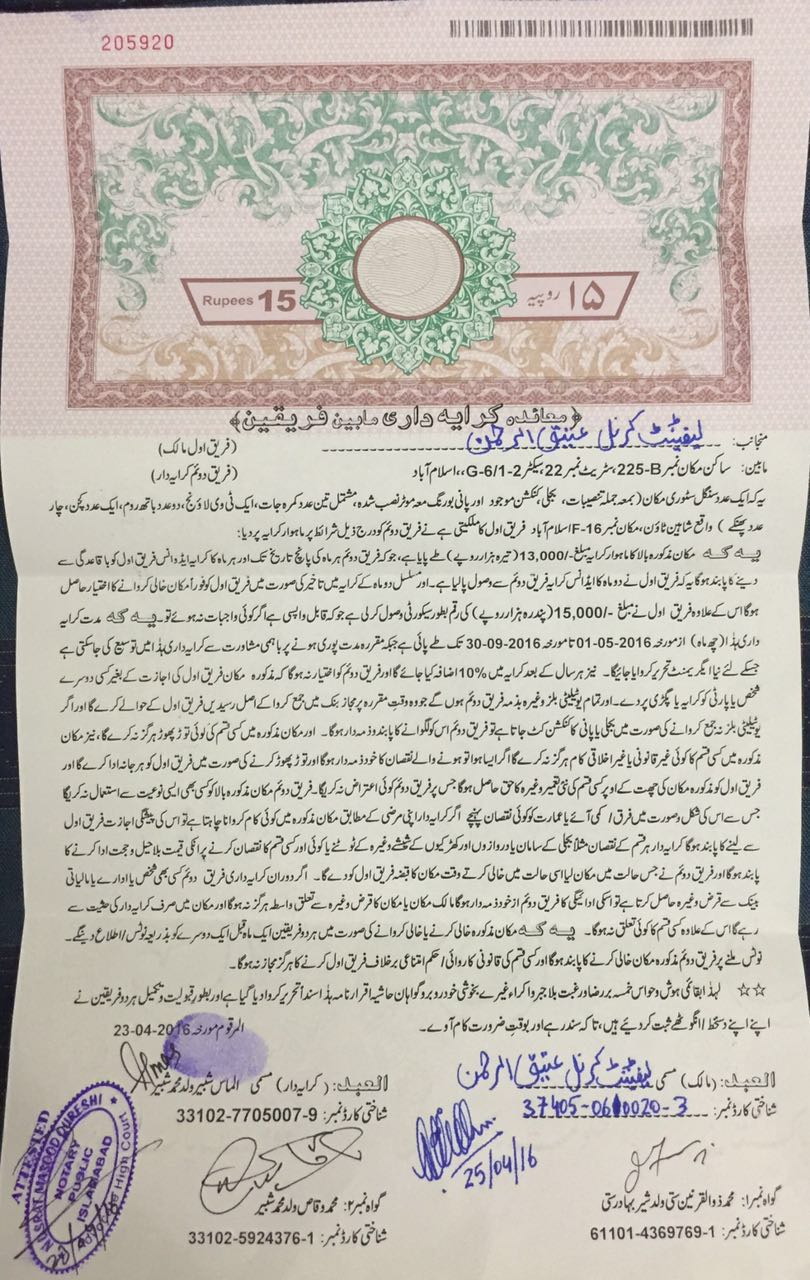 205920
Rupees 15
۱۵ روپیہ
﴿معائدہ کرایہ داری مابین فریقین﴾
منجانب: لیفٹیننٹ کرنل عتیق الرحمن (فریق اول مالک)
مابین: ساکن مکان نمبر 225-B، سٹریٹ نمبر 22، سیکٹر G-6/1-2،، اسلام آباد (فریق دوئم کرایہ دار)
یہ کہ ایک عدد سنگل سٹوری مکان (بمعہ جملہ تنصیبات، بجلی کنکشن موجود اور پانی بورنگ معہ موٹر نصب شدہ، مشتمل تین عدد کمرہ جات، ایک ٹی وی لاؤنج، دو عدد باتھ روم، ایک عدد کچن، چار
عدد پنکھے) واقع شاہین ٹاؤن، مکان نمبر F-16 اسلام آباد فریق اول کا ملکیتی ہے نے فریق دوئم کو درج ذیل شرائط پر ماہوار کرایہ پر دیا:
یہ کہ مکان مذکورہ بالا کا ماہوار کرایہ مبلغ -/13,000 (تیرہ ہزار روپے) طے پایا ہے، جو کہ فریق دوئم ہر ماہ کی پانچ تاریخ تک اور ہر ماہ کا کرایہ ایڈوانس فریق اول کو باقاعدگی سے
دینے کا پابند ہوگا یہ کہ فریق اول نے دو ماہ کا ایڈانس کرایہ فریق دوئم سے وصول پالیا ہے۔ اور مسلسل دو ماہ کے کرایہ میں تاخیر کی صورت میں فریق اول کو فوراً مکان خالی کروانے کا اختیار حاصل
ہوگا اس کے علاوہ فریق اول نے مبلغ -/15,000 (پندرہ ہزار روپے) کی رقم بطور سیکورٹی وصول کر لی ہے جو کہ قابل واپسی ہے اگر کوئی واجبات نہ ہوئے تو۔ یہ کہ مدت کرایہ
داری ہذا (چھ ماہ) از مورخہ 01-05-2016 تا مورخہ 30-09-2016 تک طے پائی ہے جبکہ مقررہ مدت پوری ہونے پر باہمی مشاورت سے کرایہ داری ہذا میں توسیع کی جاسکتی ہے
جسکے لئے نیا ایگریمنٹ تحریر کروایا جائیگا۔ نیز ہر سال کے بعد کرایہ میں 10% اضافہ کیا جائے گا اور فریق دوئم کو اختیار نہ ہوگا کہ مذکورہ مکان فریق اول کی اجازت کے بغیر کسی دوسرے
شخص یا پارٹی کو کرایہ یا پگڑی پر دے۔ اور تمام یوٹیلیٹی بلز وغیرہ بذمہ فریق دوئم ہوں گے جو وہ وقت مقررہ پر مجاز بنک میں جمع کروا کے اصل رسیدیں فریق اول کے حوالے کرے گا اور اگر
یوٹیلیٹی بلز نہ جمع کروانے کی صورت میں بجلی یا پانی کا کنکشن کٹ جاتا ہے تو فریق دوئم اس کو لگوانے کا پابند و ذمہ دار ہوگا۔ اور مکان مذکورہ میں کسی قسم کی کوئی توڑ پھوڑ ہرگز نہ کرے گا، نیز مکان
مذکورہ میں کسی قسم کا کوئی غیر قانونی یا غیر اخلاقی کام ہرگز نہ کرے گا اگر ایسا ہوا تو ہونے والے نقصان کا خود ذمہ دار ہوگا اور توڑ پھوڑ کرنے کی صورت میں فریق اول کو ہرجانہ ادا کرے گا اور
فریق اول کو مذکورہ مکان کی چھت کے اوپر کسی قسم کی نئی تعمیر وغیرہ کا حق حاصل ہوگا جس پر فریق دوئم کوئی اعتراض نہ کریگا۔ فریق دوئم مکان مذکورہ بالا کو کسی بھی ایسی نوعیت سے استعمال نہ کریگا
جس سے اس کی شکل و صورت میں فرق/کمی آئے یا عمارت کو کوئی نقصان پہنچے اگر کرایہ دار اپنی مرضی کے مطابق مکان مذکورہ میں کوئی کام کروانا چاہتا ہے تو اس کی پیشگی اجازت فریق اول
سے لینے کا پابند ہوگا کرایہ دار ہر قسم کے نقصان مثلاً بجلی کے سامان یا دروازوں اور کھڑکیوں کے شیشے وغیرہ کے ٹوٹنے یا کوئی اور کسی قسم کا نقصان کرنے پر انکی قیمت بلا حیل و حجت ادا کرنے کا
پابند ہوگا اور فریق دوئم نے جس حالت میں مکان لیا اسی حالت میں خالی کرتے وقت مکان کا قبضہ فریق اول کو دے گا۔ اگر دوران کرایہ داری فریق دوئم کسی بھی شخص یا ادارے یا مالیاتی
بینک سے قرض وغیرہ حاصل کرتا ہے تو اسکی ادائیگی کا فریق دوئم از خود ذمہ دار ہوگا مالک مکان یا مکان کا قرض وغیرہ سے تعلق واسطہ ہرگز نہ ہوگا اور مکان میں صرف کرایہ دار کی حثیت سے
رہے گا اس کے علاوہ کسی قسم کا کوئی تعلق نہ ہوگا۔ یہ کہ مکان مذکورہ خالی کرنے یا خالی کروانے کی صورت میں ہر دو فریقین ایک ماہ قبل ایک دوسرے کو بذریعہ نوٹس/اطلاع دینگے۔
نوٹس ملنے پر فریق دوئم مذکورہ مکان خالی کرنے کا پابند ہوگا اور کسی قسم کی قانونی کاروائی/حکم امتناعی برخلاف فریق اول کرنے کا ہرگز مجاز نہ ہوگا۔
☆☆ لہذا بقائمی ہوش و حواس خمسہ برضا ورغبت بلا جبر و اکراہ غیرے بخوشی خود روبرو گواہان حاشیہ اقرار نامہ ہذا سنداً تحریر کروا دیا گیا ہے اور بطور قبولیت و تکمیل ہر دو فریقین نے
اپنے اپنے دستخط/انگوٹھے ثبت کر دئیے ہیں، تا کہ سند رہے اور بوقت ضرورت کام آوے۔ المرقوم مورخہ 23-04-2016
العبد: (مالک) مسمی لیفٹیننٹ کرنل عتیق الرحمن
شناختی کارڈ نمبر: 37405-0610020-3
25/04/16
العبد: (کرایہ دار) مسمی الماس شبیر ولد محمد شبیر
Almas
شناختی کارڈ نمبر: 33102-7705007-9
گواہ نمبر ۱: محمد ذوالقرنین ستی ولد شیر بہادر ستی
شناختی کارڈ نمبر: 61101-4369769-1
گواہ نمبر ۲: محمد وقاص ولد محمد شبیر
شناختی کارڈ نمبر: 33102-5924376-1
ATTESTED
NUSRAT MASOOD QURESHI
NOTARY
PUBLIC
ISLAMABAD
Advocate High Court